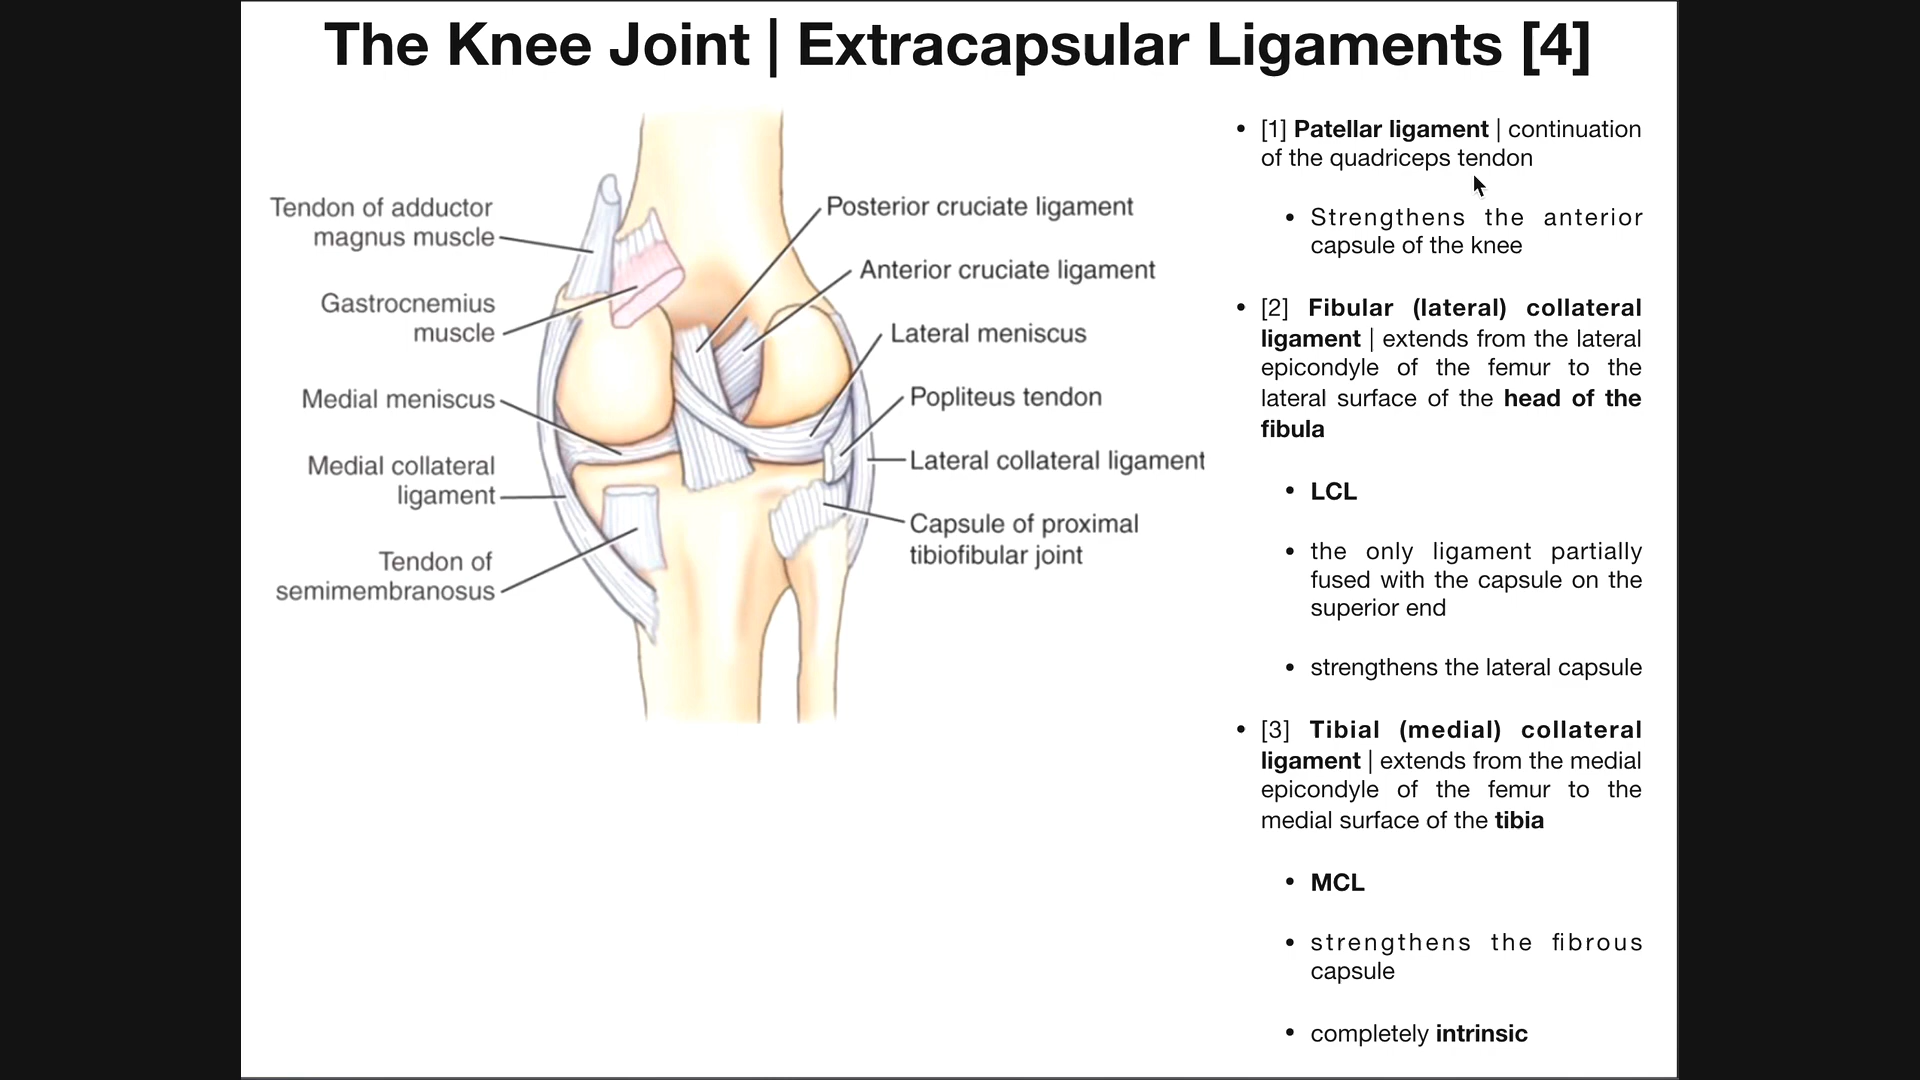 The Knee Joint | Extracapsular Ligaments [4]
Tendon of adductor
magnus muscle
Gastrocnemius
muscle
Medial meniscus
Medial collateral
ligament
Tendon of
semimembranosus
Posterior cruciate ligament
Anterior cruciate ligament
Lateral meniscus
Popliteus tendon
Lateral collateral ligament
Capsule of proximal
tibiofibular joint
• [1] Patellar ligament | continuation
of the quadriceps tendon
• Strengthens the anterior
capsule of the knee
• [2] Fibular (lateral) collateral
ligament | extends from the lateral
epicondyle of the femur to the
lateral surface of the head of the
fibula
• LCL
• the only ligament partially
fused with the capsule on the
superior end
• strengthens the lateral capsule
• [3] Tibial (medial) collateral
ligament | extends from the medial
epicondyle of the femur to the
medial surface of the tibia
• MCL
• strengthens the fibrous
capsule
• completely intrinsic